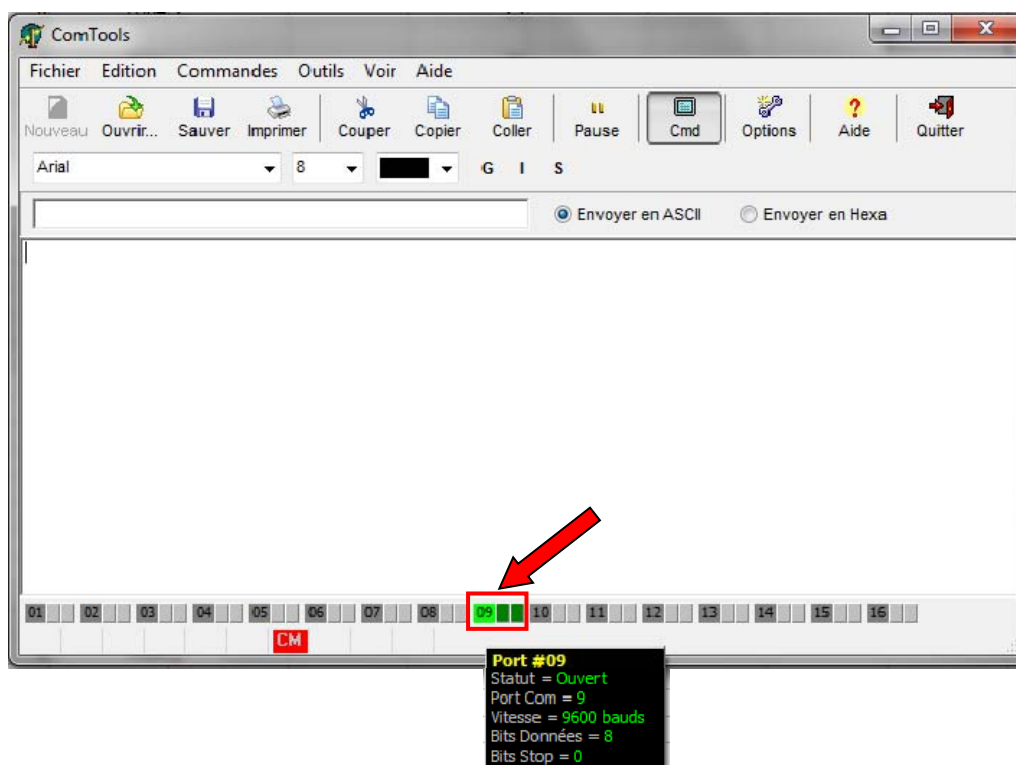 ComTools
Fichier Edition Commandes Outils Voir Aide
Nouveau Ouvrir... Sauver Imprimer Couper Copier Coller Pause Cmd Options Aide Quitter
Arial 8 G I S
Envoyer en ASCII Envoyer en Hexa
01 02 03 04 05 06 07 08 09 10 11 12 13 14 15 16
CM
Port #09
Statut = Ouvert
Port Com = 9
Vitesse = 9600 bauds
Bits Données = 8
Bits Stop = 0